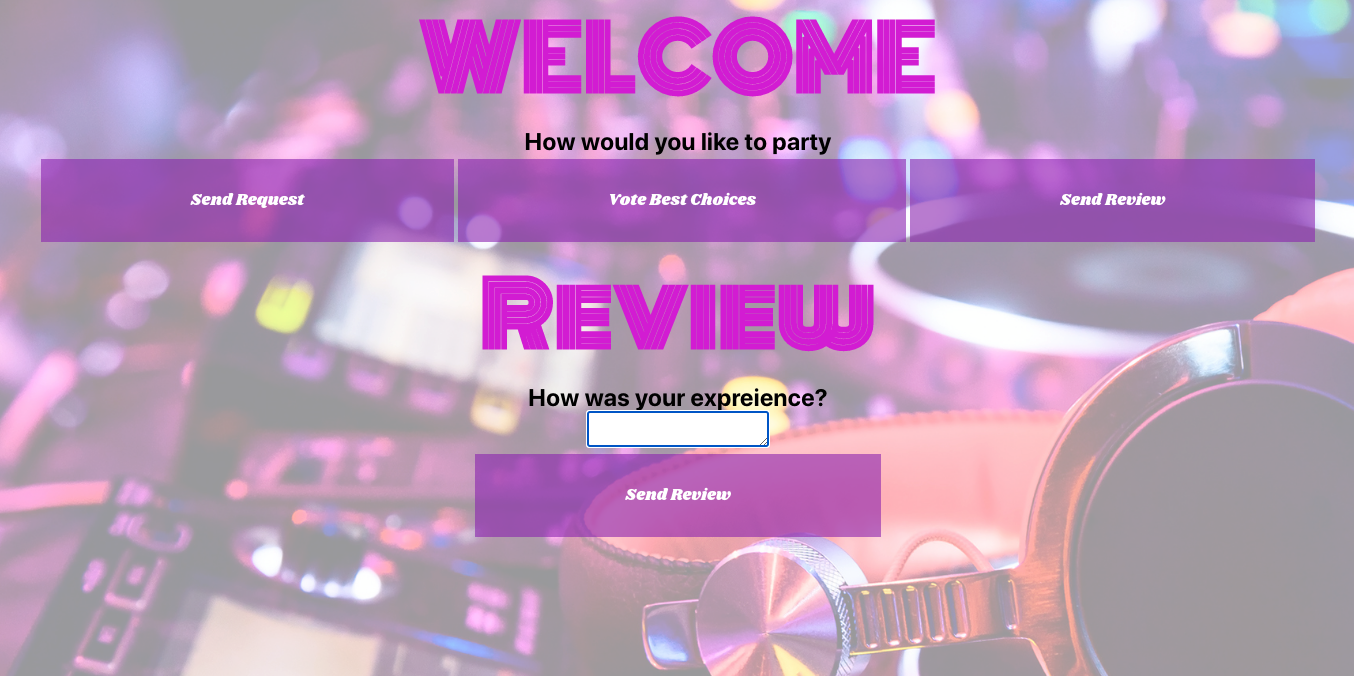 WELCOME
How would you like to party
Send Request
Vote Best Choices
Send Review
REVIEW
How was your expreience?
Send Review